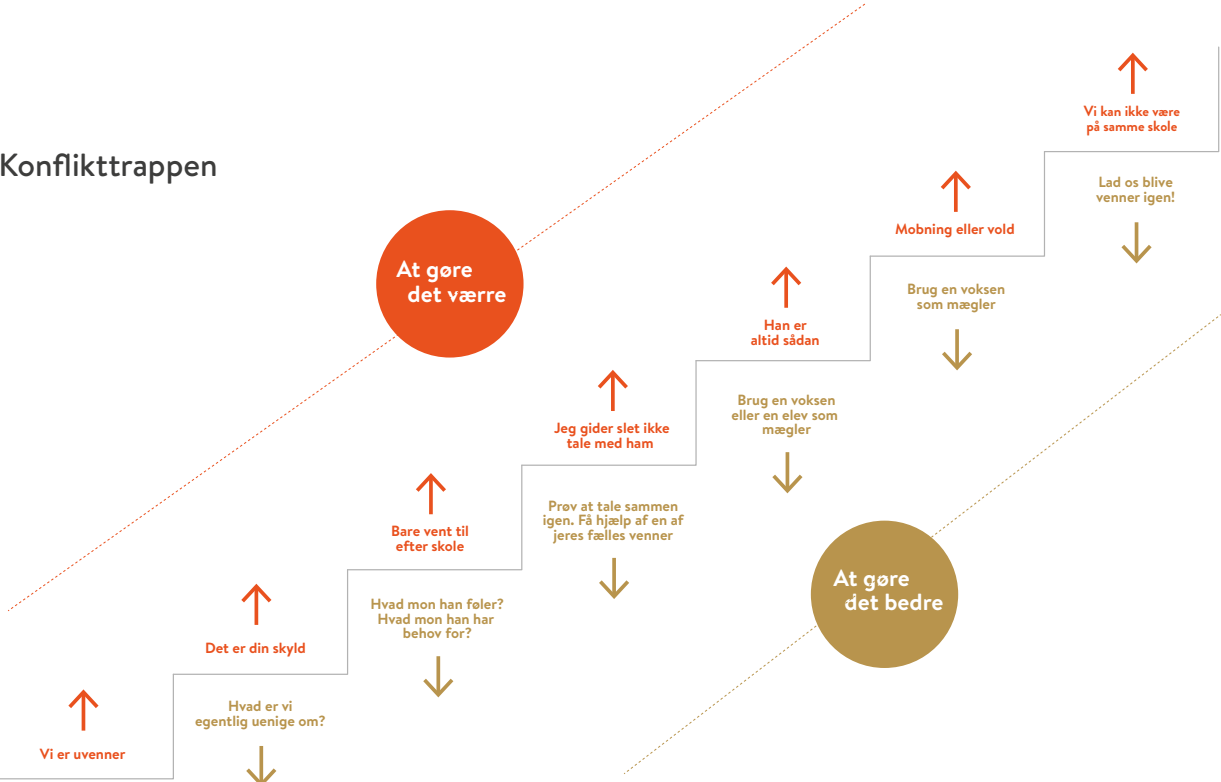 Konflikttrappen
At gøre
det værre
Vi kan ikke være
på samme skole
Lad os blive
venner igen!
Mobning eller vold
Brug en voksen
som mægler
Han er
altid sådan
Brug en voksen
eller en elev som
mægler
Jeg gider slet ikke
tale med ham
Prøv at tale sammen
igen. Få hjælp af en af
jeres fælles venner
Bare vent til
efter skole
Hvad mon han føler?
Hvad mon han har
behov for?
Det er din skyld
Hvad er vi
egentlig uenige om?
Vi er uvenner
At gøre
det bedre